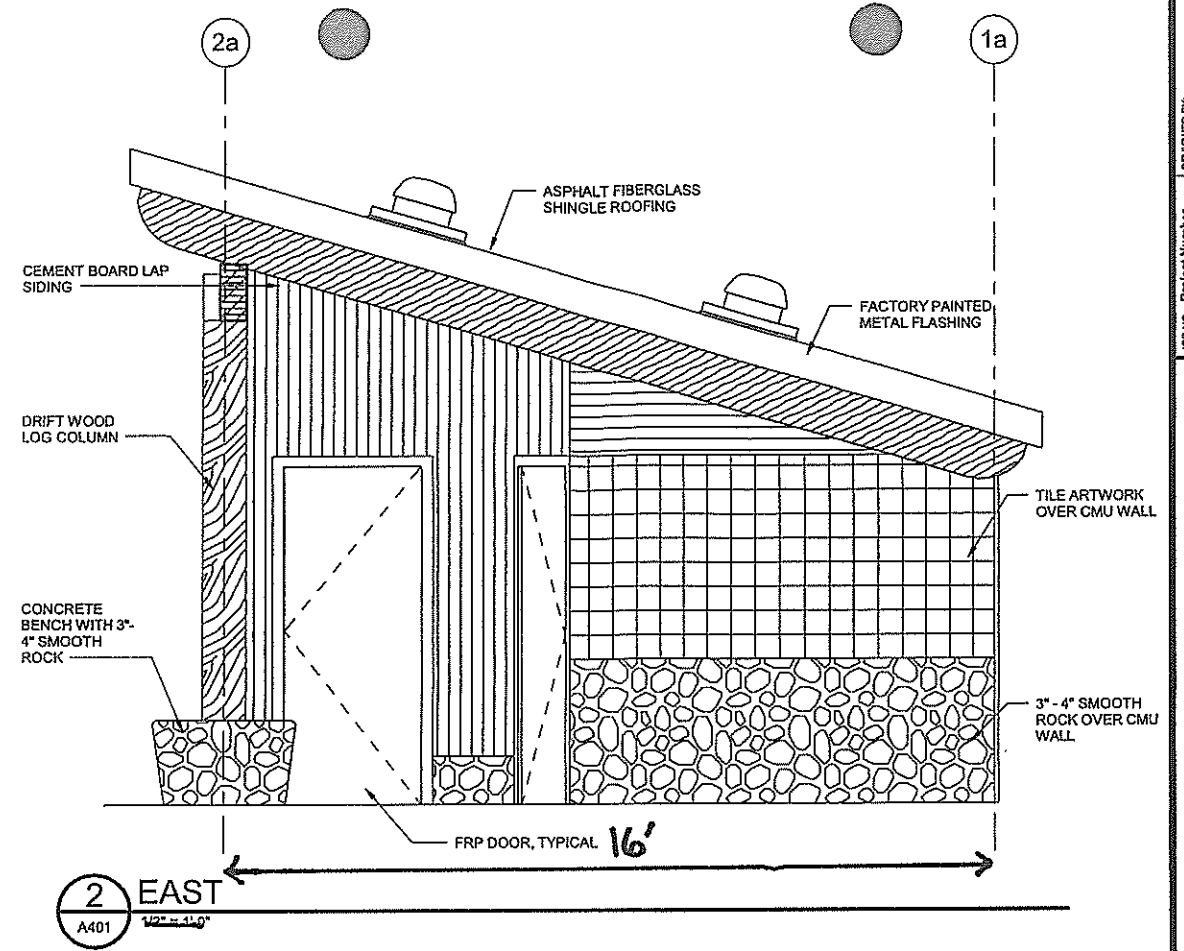 2a
1a
ASPHALT FIBERGLASS
SHINGLE ROOFING
CEMENT BOARD LAP
SIDING
FACTORY PAINTED
METAL FLASHING
DRIFT WOOD
LOG COLUMN
TILE ARTWORK
OVER CMU WALL
CONCRETE
BENCH WITH 3"-
4" SMOOTH
ROCK
3" - 4" SMOOTH
ROCK OVER CMU
WALL
FRP DOOR, TYPICAL
16'
2
A401
EAST
1/2" = 1'-0"
Project Number